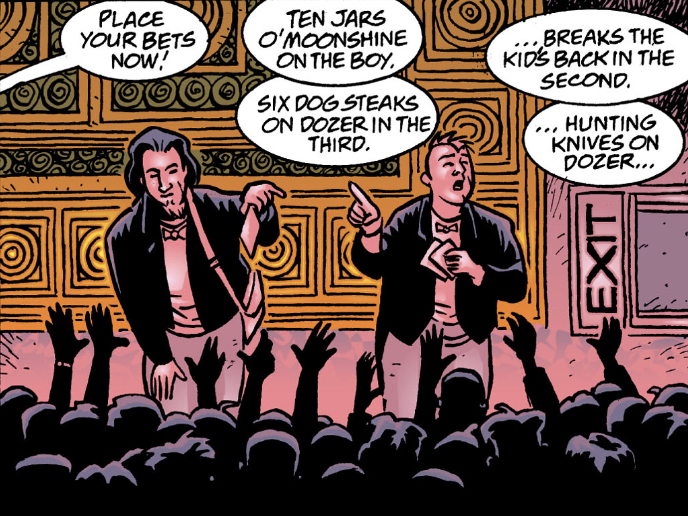 PLACE
YOUR BETS
NOW!
TEN JARS
O'MOONSHINE
ON THE BOY.
SIX DOG STEAKS
ON DOZER IN THE
THIRD.
...BREAKS THE
KID'S BACK IN THE
SECOND.
... HUNTING
KNIVES ON
DOZER...
EXIT